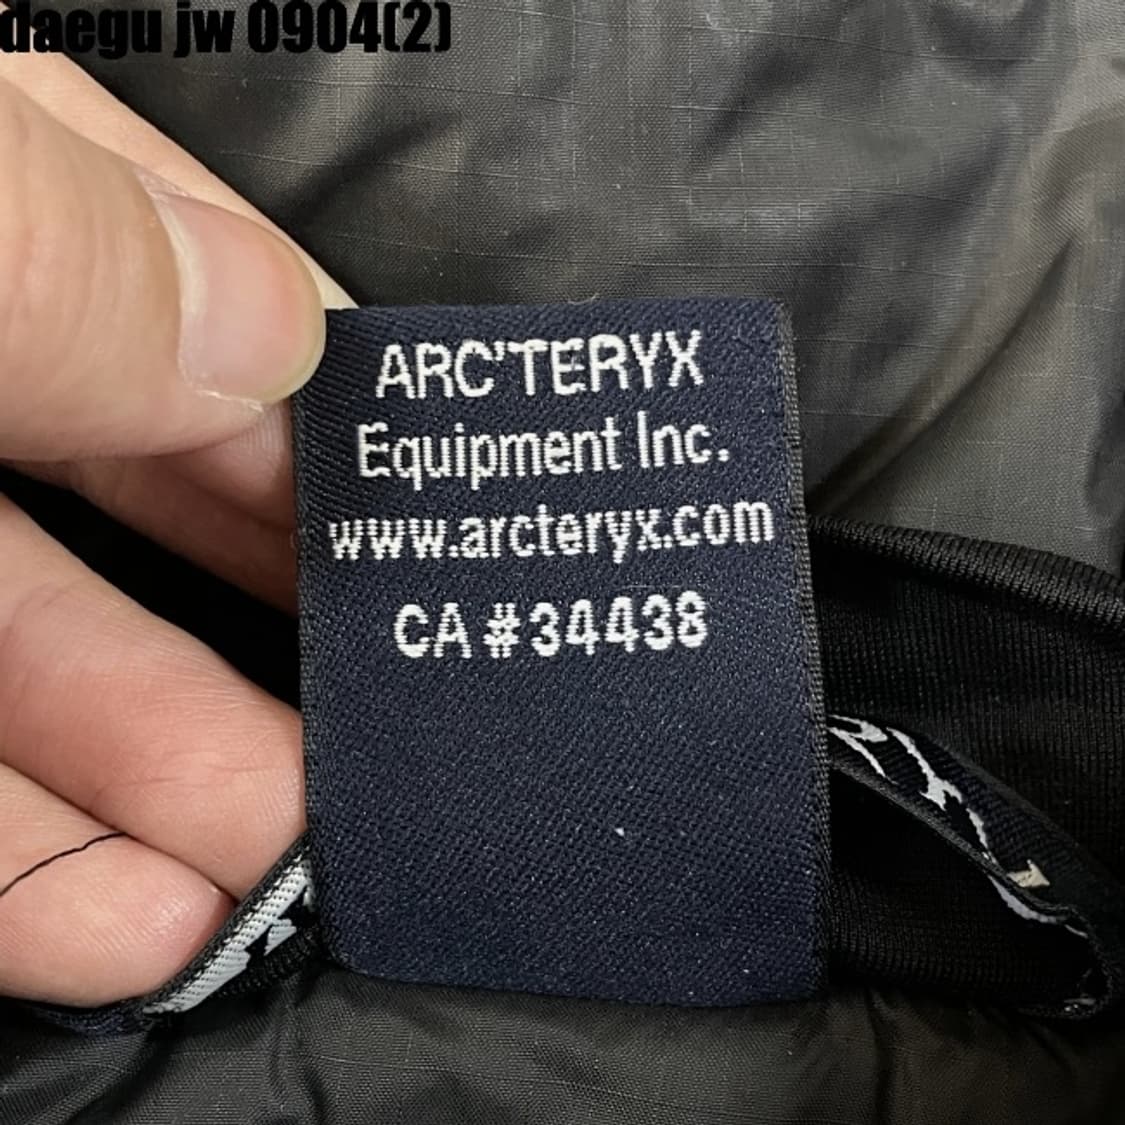 daegu jw 0904(2)
ARC'TERYX
Equipment Inc.
www.arcteryx.com
CA #34438